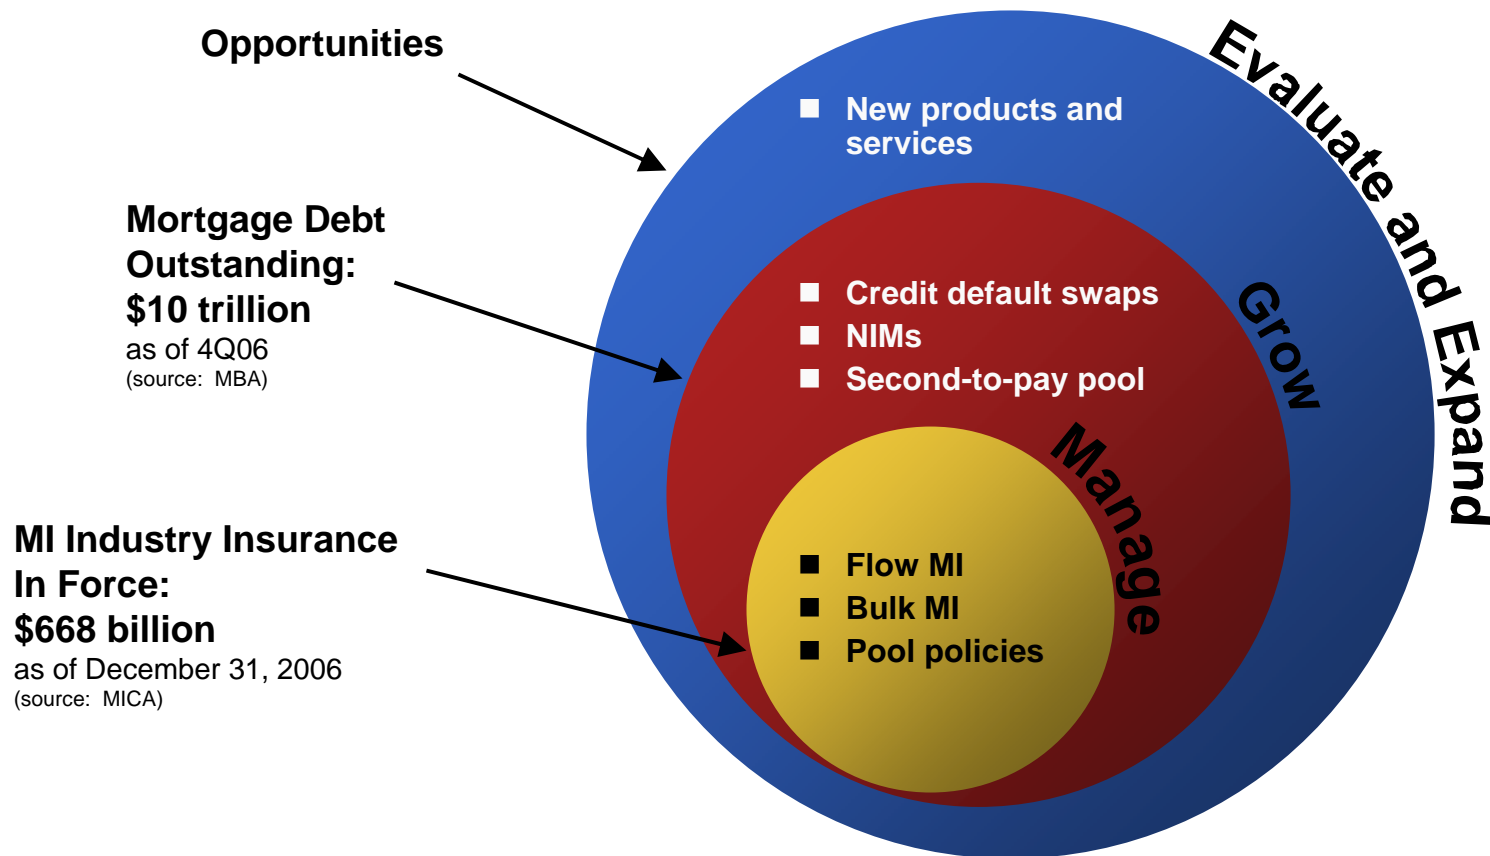 Opportunities
Evaluate and Expand
New products and
services
Mortgage Debt
Outstanding:
$10 trillion
as of 4Q06
(source: MBA)
Grow
Credit default swaps
NIMs
Second-to-pay pool
Manage
MI Industry Insurance
In Force:
$668 billion
as of December 31, 2006
(source: MICA)
Flow MI
Bulk MI
Pool policies